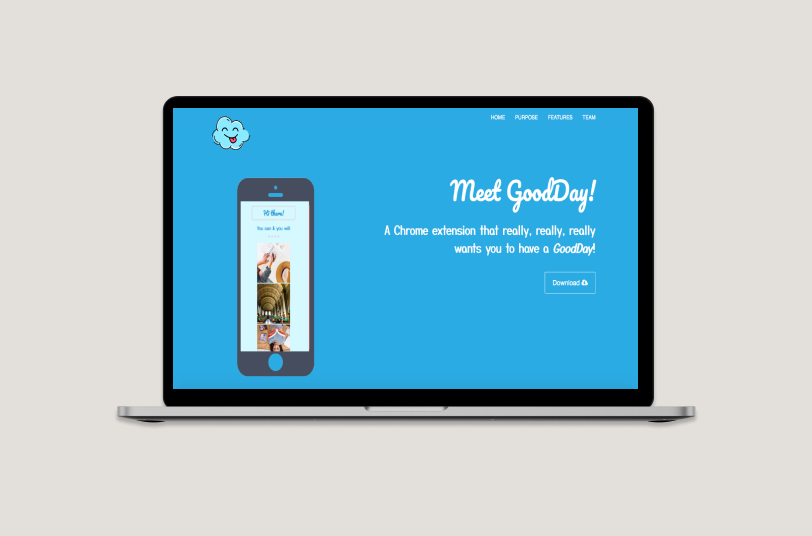 HOME PURPOSE FEATURES TEAM
Meet GoodDay!
A Chrome extension that really, really, really
wants you to have a GoodDay!
Download
Hi there!
You can & you will